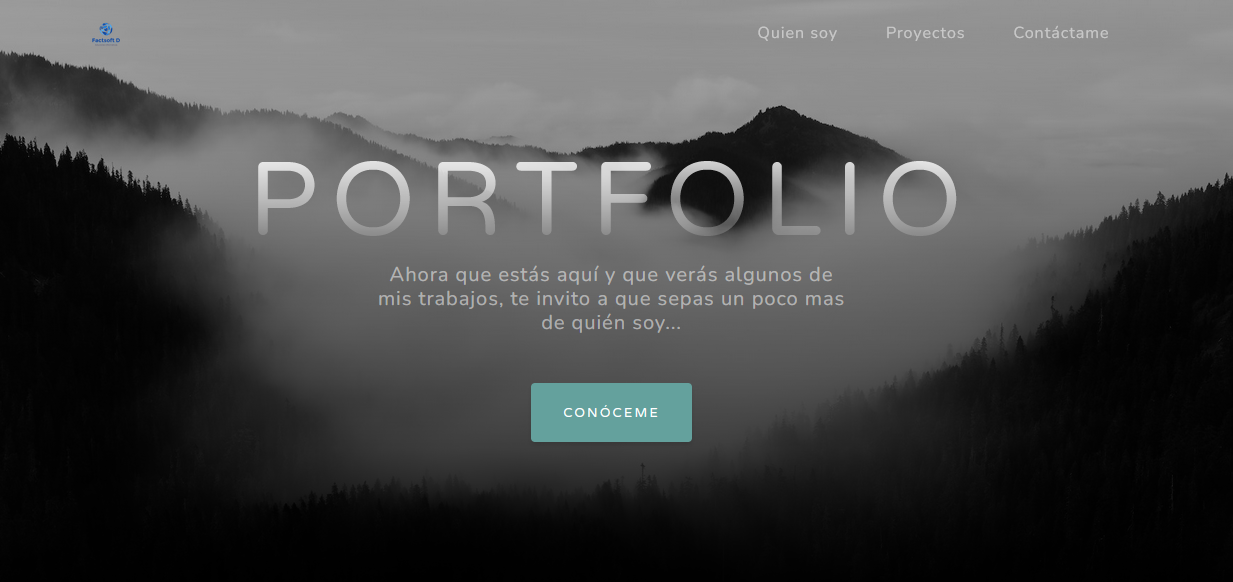 Factsoft D
Quien soy
Proyectos
Contáctame
PORTFOLIO
Ahora que estás aquí y que verás algunos de
mis trabajos, te invito a que sepas un poco mas
de quién soy...
CONÓCEME